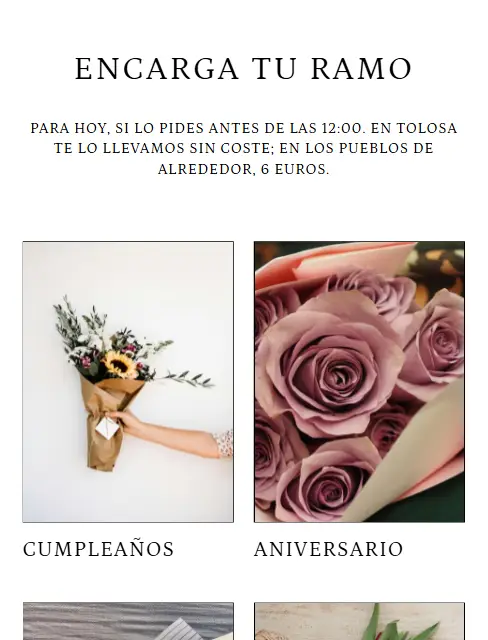 ENCARGA TU RAMO
PARA HOY, SI LO PIDES ANTES DE LAS 12:00. EN TOLOSA
TE LO LLEVAMOS SIN COSTE; EN LOS PUEBLOS DE
ALREDEDOR, 6 EUROS.
CUMPLEAÑOS
ANIVERSARIO